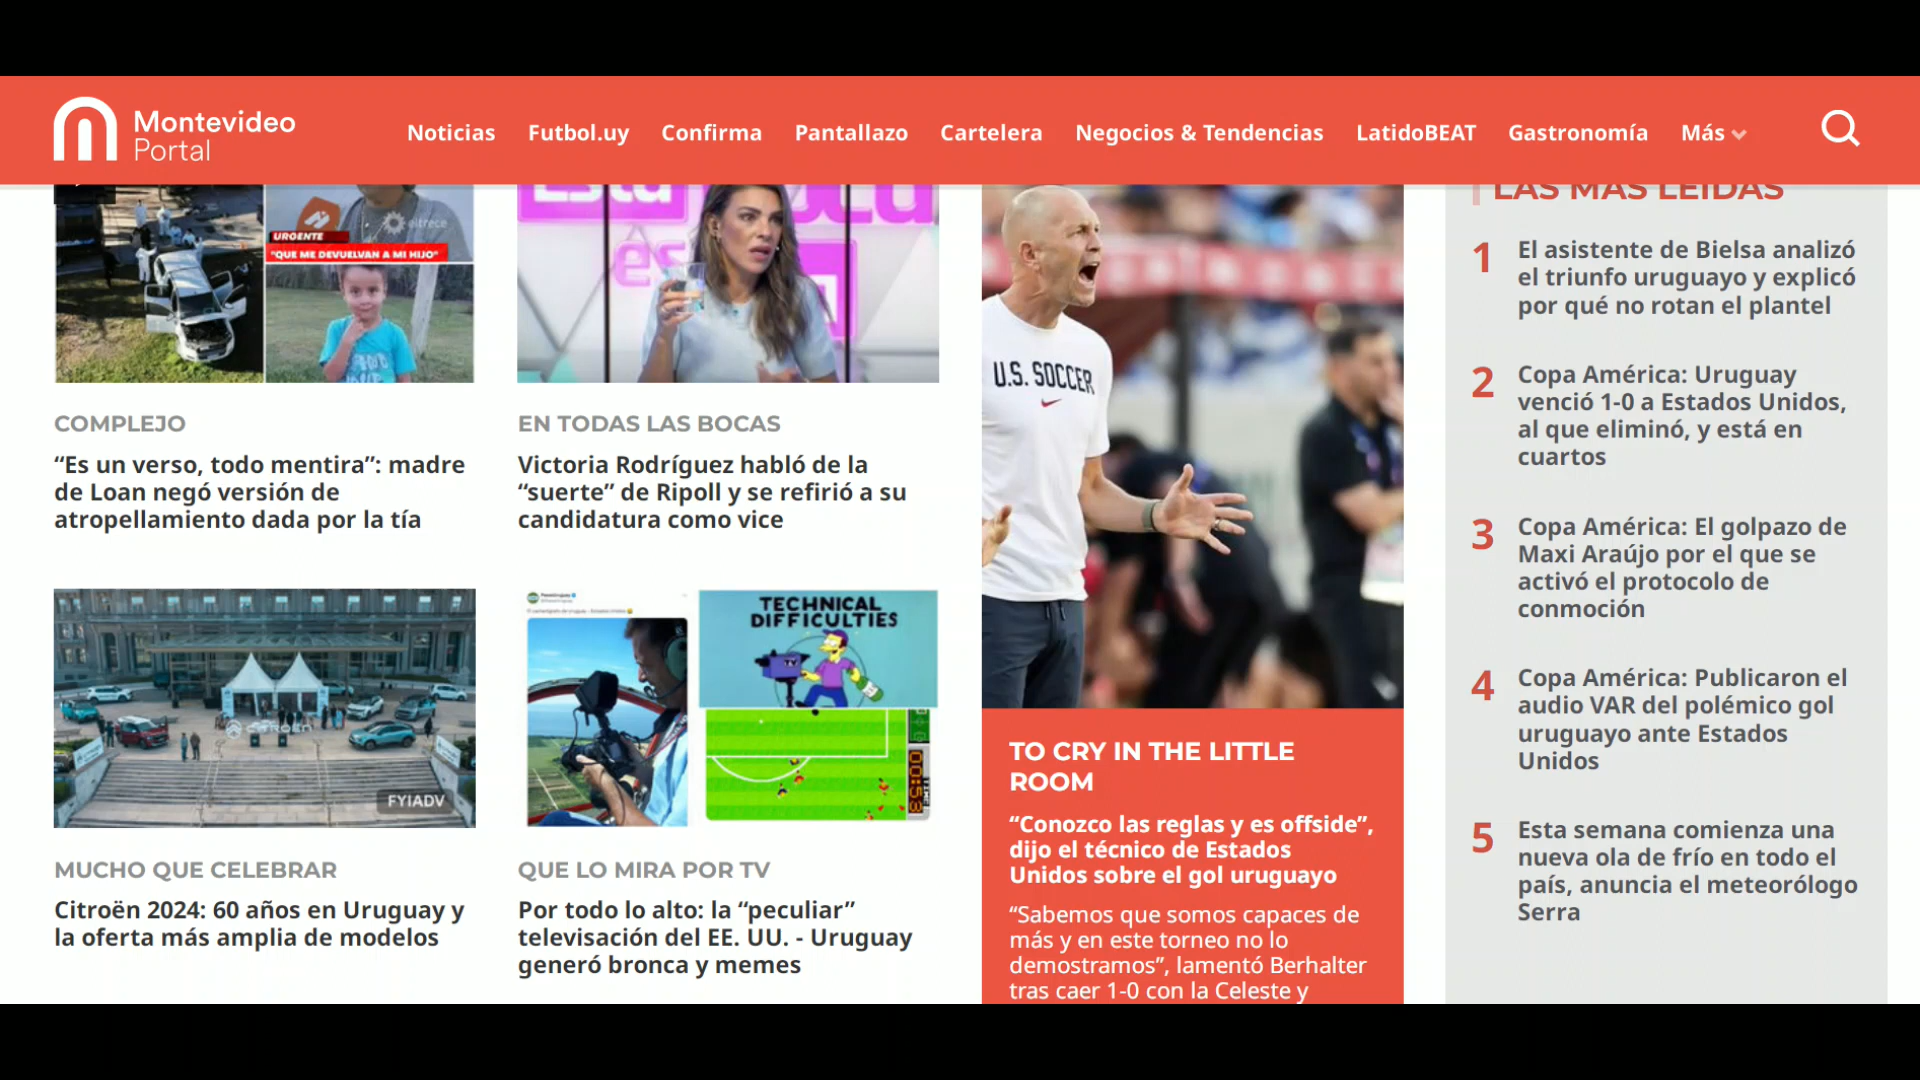 Montevideo
Portal
Noticias Futbol.uy Confirma Pantallazo Cartelera Negocios & Tendencias LatidoBEAT Gastronomía Más
eltrece
URGENTE
"QUE ME DEVUELVAN A MI HIJO"
COMPLEJO
“Es un verso, todo mentira”: madre
de Loan negó versión de
atropellamiento dada por la tía
EN TODAS LAS BOCAS
Victoria Rodríguez habló de la
“suerte” de Ripoll y se refirió a su
candidatura como vice
CITROËN
FYIADV
MUCHO QUE CELEBRAR
Citroën 2024: 60 años en Uruguay y
la oferta más amplia de modelos
TECHNICAL
DIFFICULTIES
TV
QUE LO MIRA POR TV
Por todo lo alto: la “peculiar”
televisación del EE. UU. - Uruguay
generó bronca y memes
U.S. SOCCER
TO CRY IN THE LITTLE
ROOM
“Conozco las reglas y es offside”,
dijo el técnico de Estados
Unidos sobre el gol uruguayo
“Sabemos que somos capaces de
más y en este torneo no lo
demostramos”, lamentó Berhalter
tras caer 1-0 con la Celeste y
LAS MÁS LEÍDAS
1 El asistente de Bielsa analizó
el triunfo uruguayo y explicó
por qué no rotan el plantel
2 Copa América: Uruguay
venció 1-0 a Estados Unidos,
al que eliminó, y está en
cuartos
3 Copa América: El golpazo de
Maxi Araújo por el que se
activó el protocolo de
conmoción
4 Copa América: Publicaron el
audio VAR del polémico gol
uruguayo ante Estados
Unidos
5 Esta semana comienza una
nueva ola de frío en todo el
país, anuncia el meteorólogo
Serra